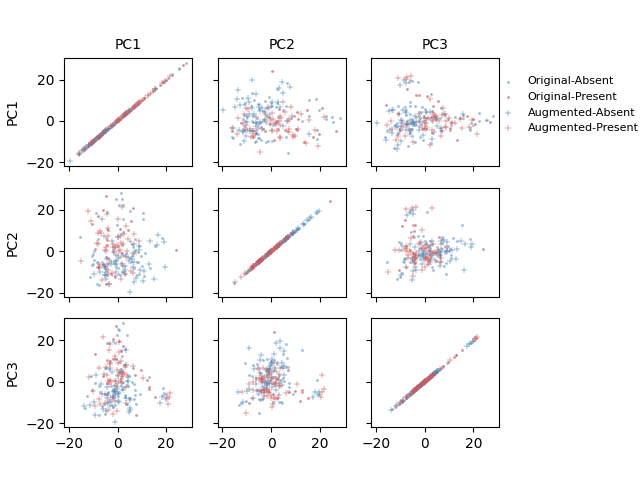 PC1 PC2 PC3
PC1
20
0
−20
Original-Absent
Original-Present
Augmented-Absent
Augmented-Present
PC2
20
0
−20
PC3
20
0
−20
−20 0 20 −20 0 20 −20 0 20